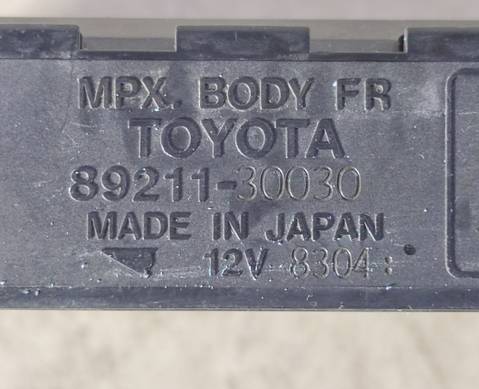 MPX. BODY FR
TOYOTA
89211-30030
MADE IN JAPAN
12V 8304: